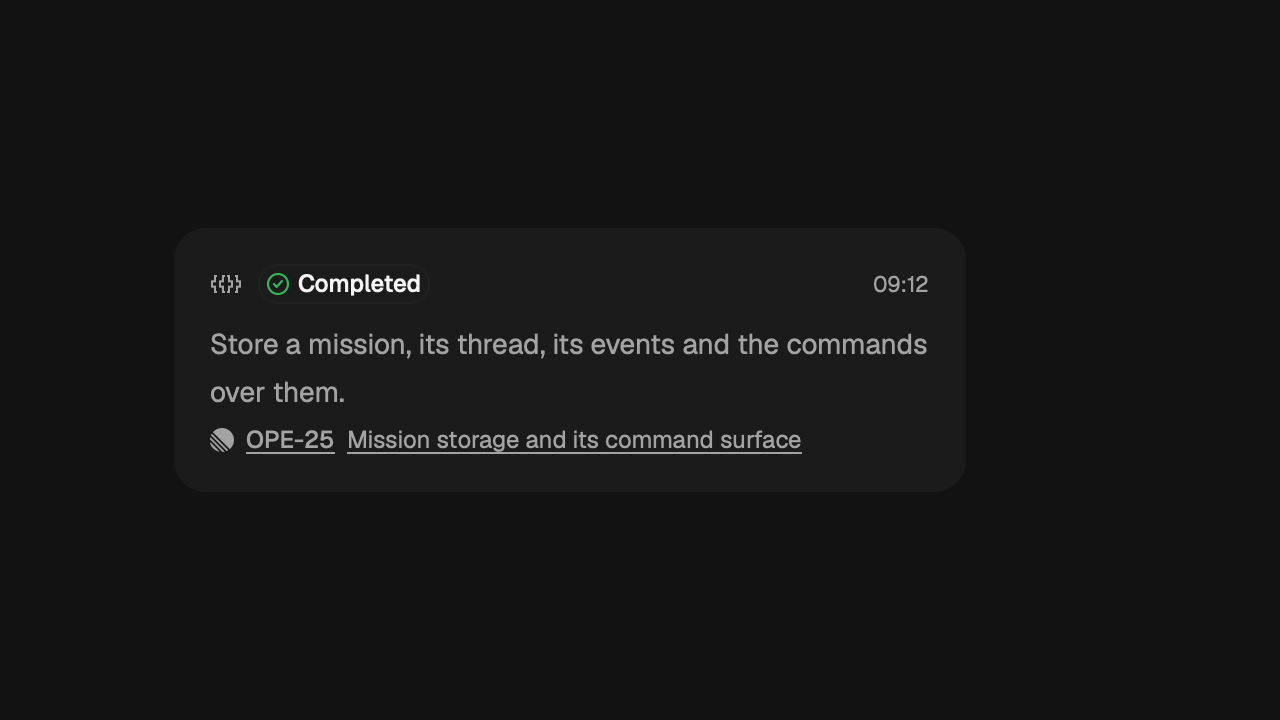 Completed
09:12
Store a mission, its thread, its events and the commands
over them.
OPE-25 Mission storage and its command surface